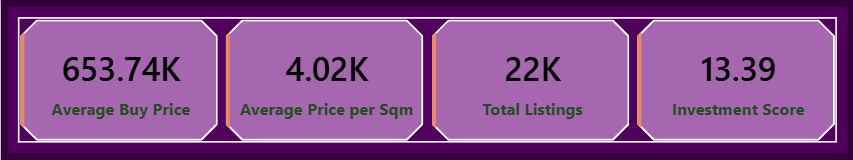 653.74K
Average Buy Price
4.02K
Average Price per Sqm
22K
Total Listings
13.39
Investment Score